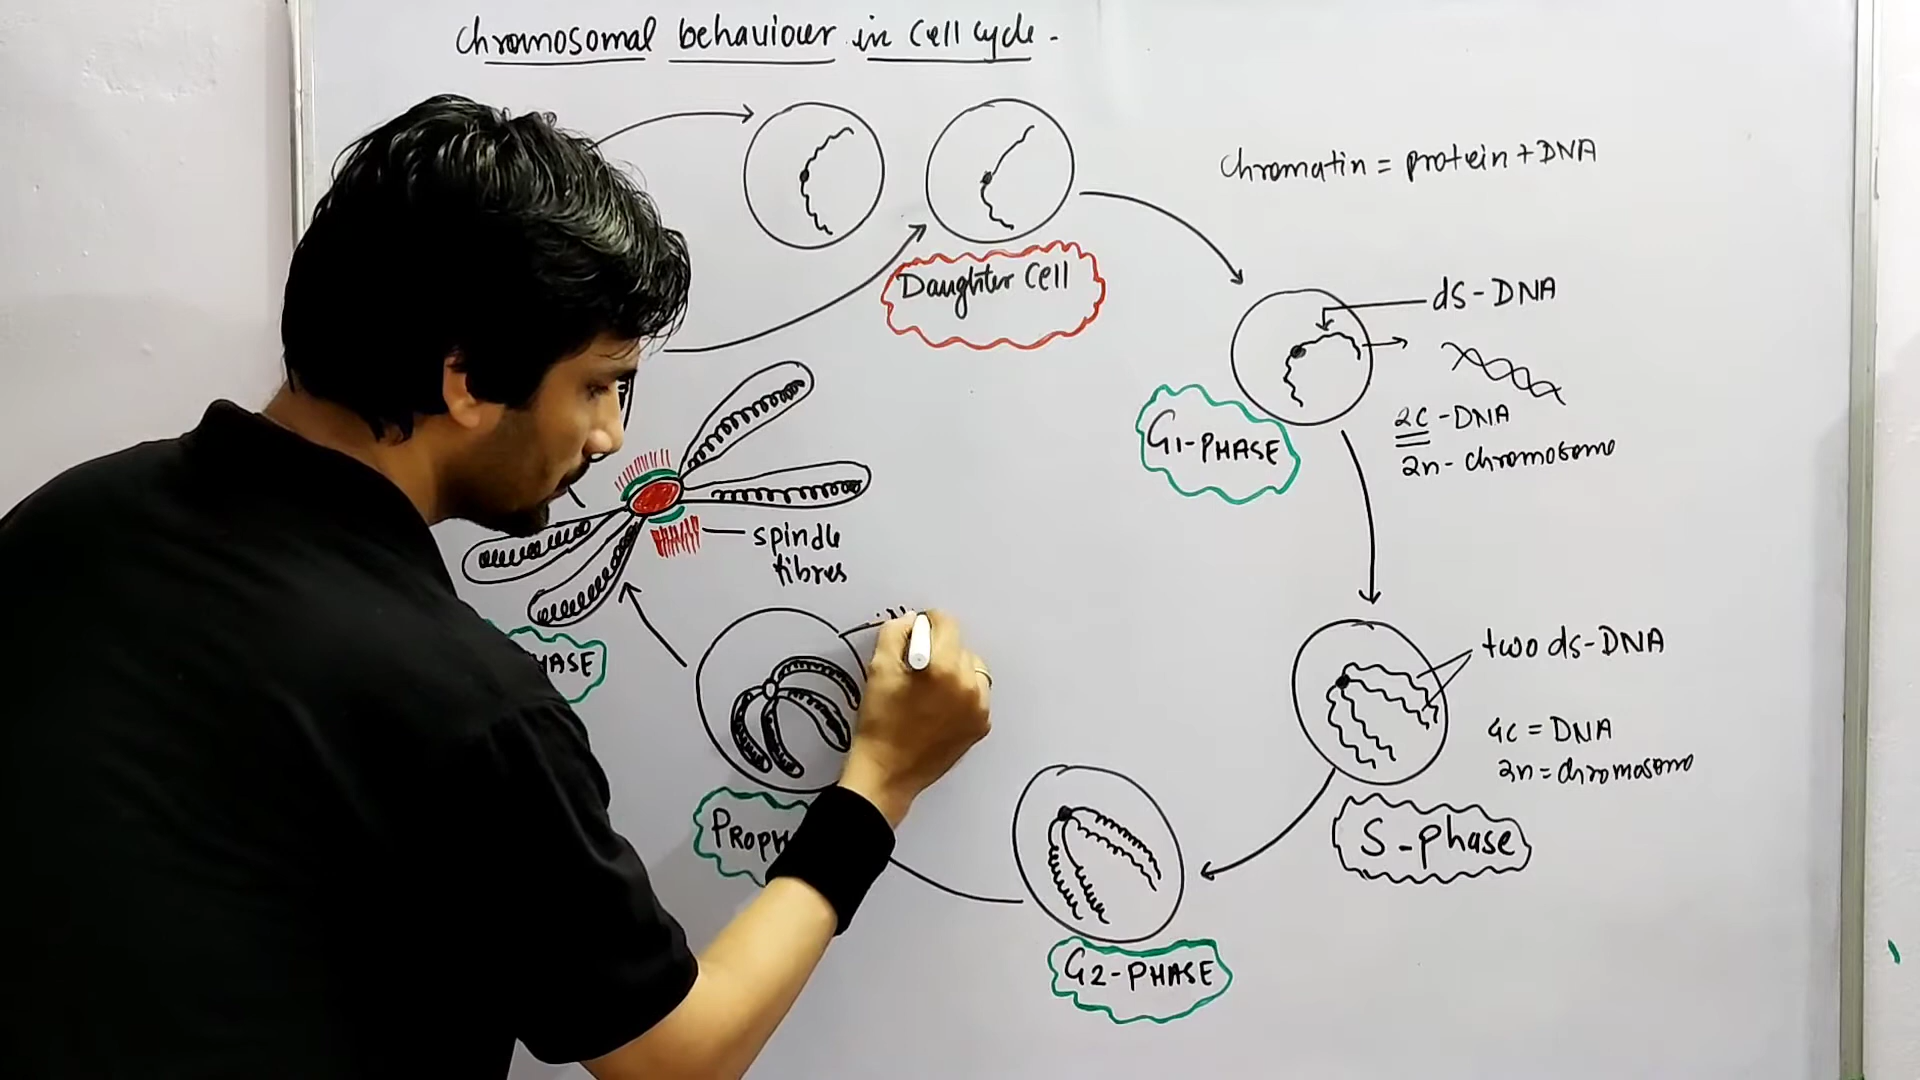 Chromosomal behaviour in Cell Cycle -
Chromatin = protein + DNA
Daughter Cell
ds-DNA
2C-DNA
2n- chromosome
G1-PHASE
spindle
fibres
two ds-DNA
4c = DNA
2n = chromosome
S-phase
G2-PHASE